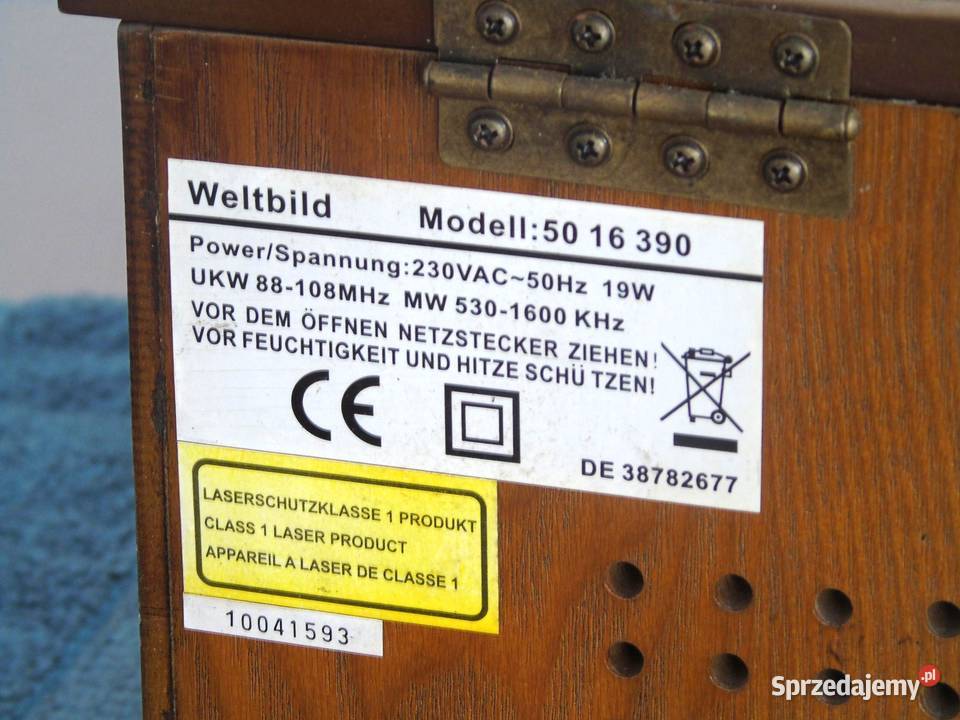 Weltbild Modell:50 16 390
Power/Spannung:230VAC~50Hz 19W
UKW 88-108MHz MW 530-1600 KHz
VOR DEM ÖFFNEN NETZSTECKER ZIEHEN!
VOR FEUCHTIGKEIT UND HITZE SCHÜ TZEN!
CE
DE 38782677
LASERSCHUTZKLASSE 1 PRODUKT
CLASS 1 LASER PRODUCT
APPAREIL A LASER DE CLASSE 1
10041593
Sprzedajemy.pl